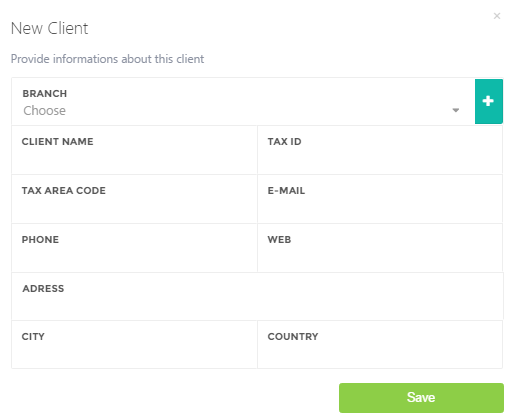 ×
New Client
Provide informations about this client
BRANCH
Choose
+
CLIENT NAME
TAX ID
TAX AREA CODE
E-MAIL
PHONE
WEB
ADRESS
CITY
COUNTRY
Save